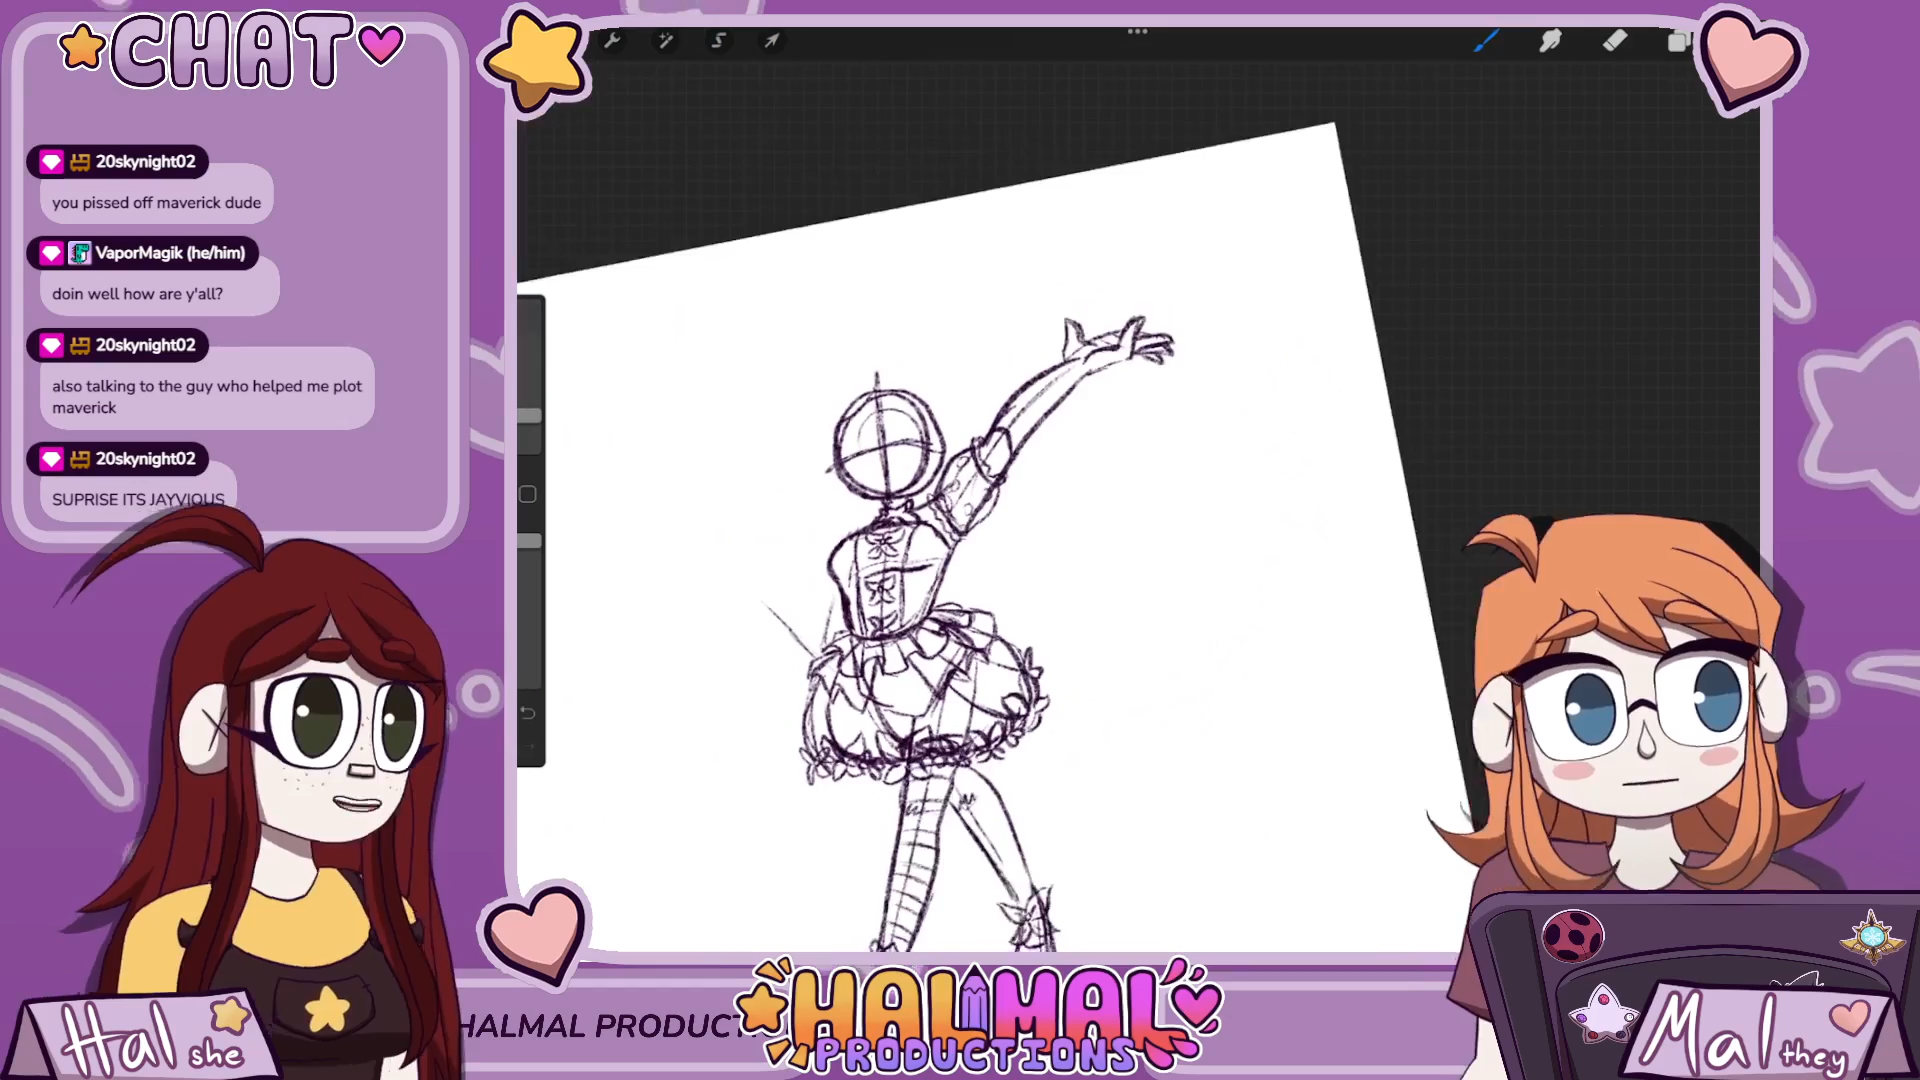 CHAT
20skynight02
you pissed off maverick dude
VaporMagik (he/him)
doin well how are y'all?
20skynight02
also talking to the guy who helped me plot
maverick
20skynight02
SUPRISE ITS JAYVIOUS
HALMAL PRODUCT
HALMAL
PRODUCTIONS
Hal she
Mal they